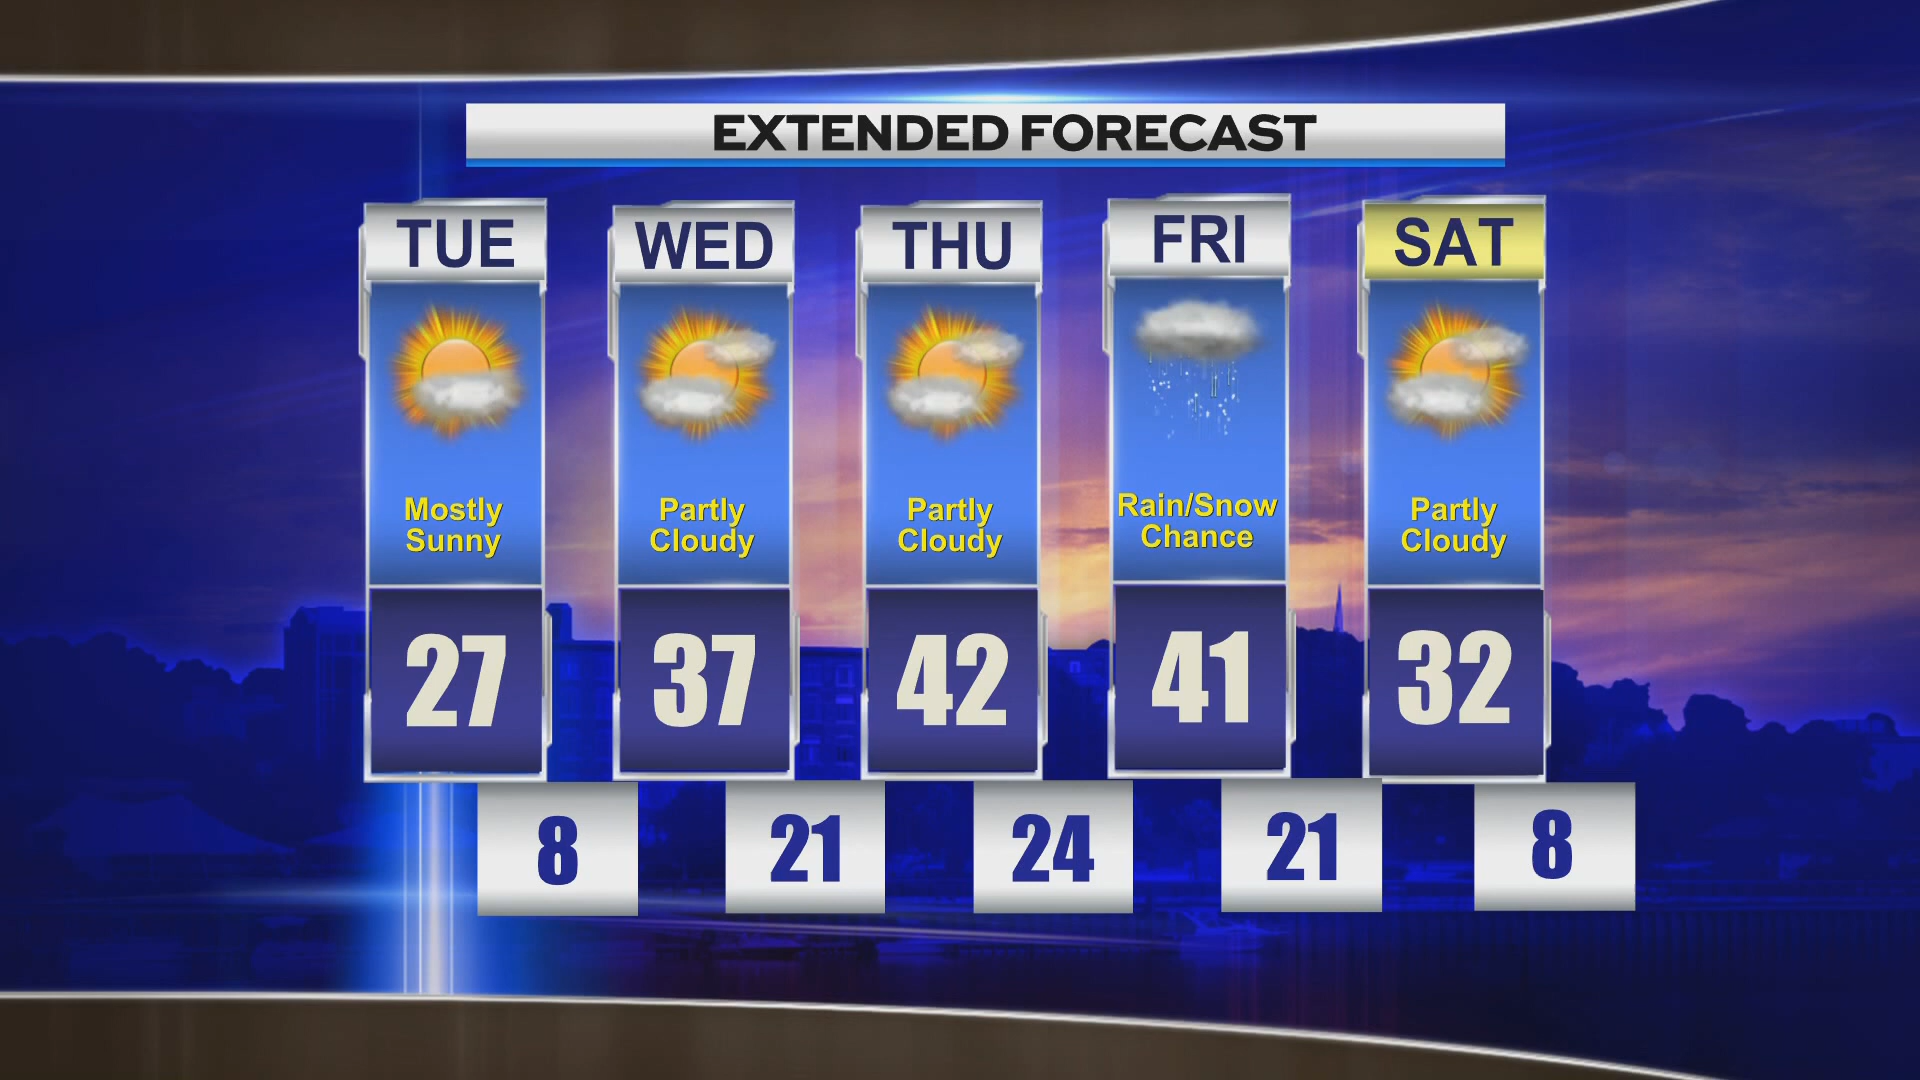 EXTENDED FORECAST
TUE
WED
THU
FRI
SAT
Mostly
Sunny
Partly
Cloudy
Partly
Cloudy
Rain/Snow
Chance
Partly
Cloudy
27
37
42
41
32
8
21
24
21
8